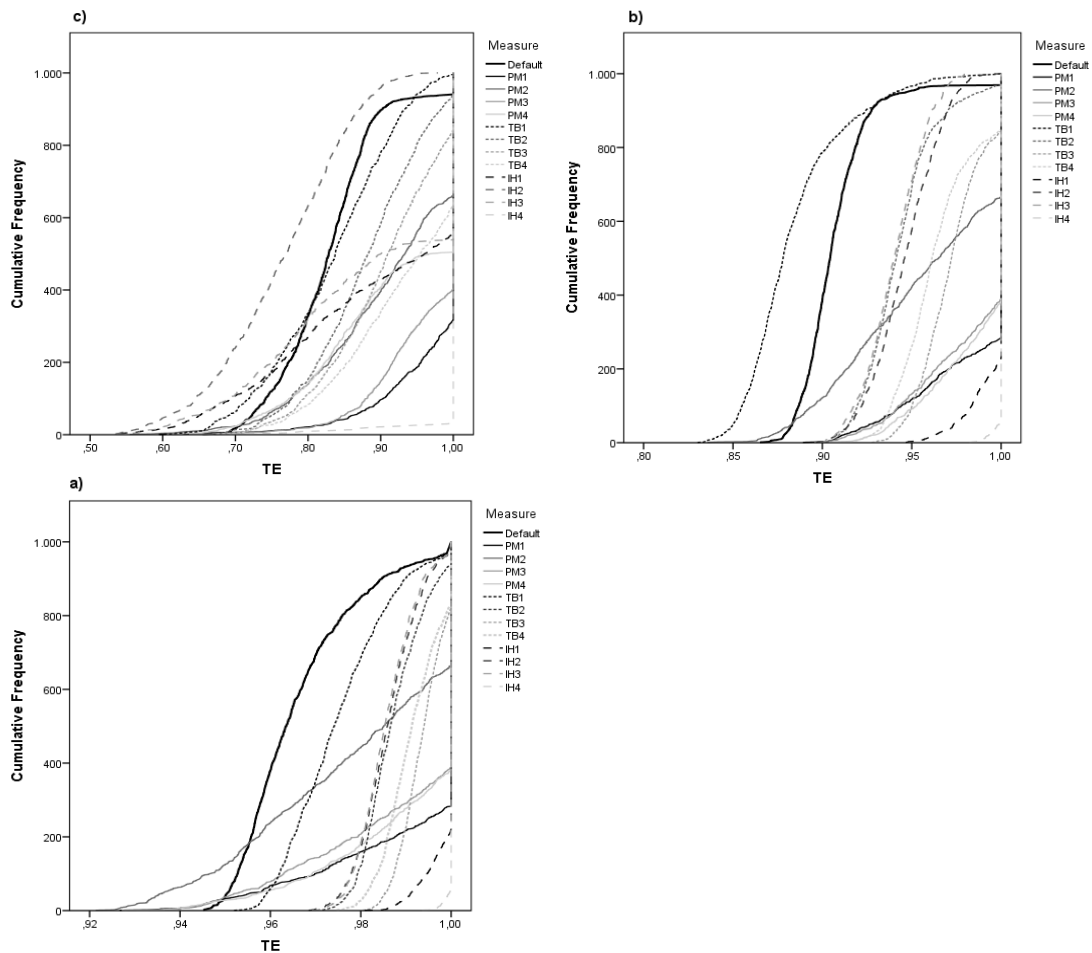 c)
Cumulative Frequency
1.000
800
600
400
200
0
,50
,60
,70
,80
,90
1,00
TE
Measure
Default
PM1
PM2
PM3
PM4
TB1
TB2
TB3
TB4
IH1
IH2
IH3
IH4
b)
Cumulative Frequency
1.000
800
600
400
200
0
,80
,85
,90
,95
1,00
TE
Measure
Default
PM1
PM2
PM3
PM4
TB1
TB2
TB3
TB4
IH1
IH2
IH3
IH4
a)
Cumulative Frequency
1.000
800
600
400
200
0
,92
,94
,96
,98
1,00
TE
Measure
Default
PM1
PM2
PM3
PM4
TB1
TB2
TB3
TB4
IH1
IH2
IH3
IH4